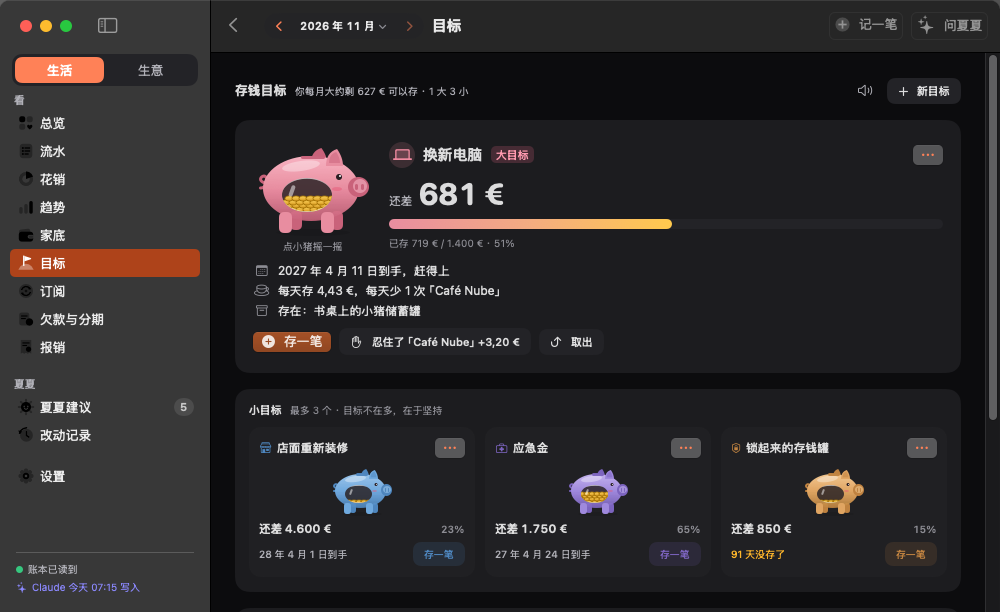 生活
生意
看
总览
流水
花销
趋势
家底
目标
订阅
欠款与分期
报销
夏夏
夏夏建议
5
改动记录
设置
账本已读到
Claude 今天 07:15 写入
2026 年 11 月
目标
记一笔
问夏夏
存钱目标 你每月大约剩 627 € 可以存 · 1 大 3 小
新目标
换新电脑 大目标
还差 681 €
已存 719 € / 1.400 € · 51%
点小猪摇一摇
2027 年 4 月 11 日到手，赶得上
每天存 4,43 €，每天少 1 次「Café Nube」
存在：书桌上的小猪储蓄罐
存一笔
忍住了「Café Nube」+3,20 €
取出
小目标 最多 3 个 · 目标不在多，在于坚持
店面重新装修
还差 4.600 €
23%
28 年 4 月 1 日到手
存一笔
应急金
还差 1.750 €
65%
27 年 4 月 24 日到手
存一笔
锁起来的存钱罐
还差 850 €
15%
91 天没存了
存一笔